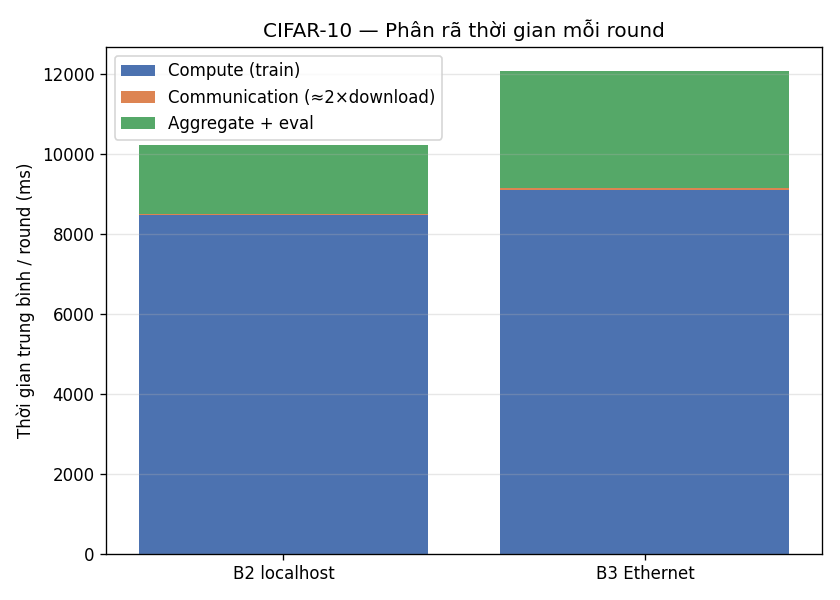 CIFAR-10 — Phân rã thời gian mỗi round
Compute (train)
Communication (≈2×download)
Aggregate + eval
Thời gian trung bình / round (ms)
12000
10000
8000
6000
4000
2000
0
B2 localhost
B3 Ethernet